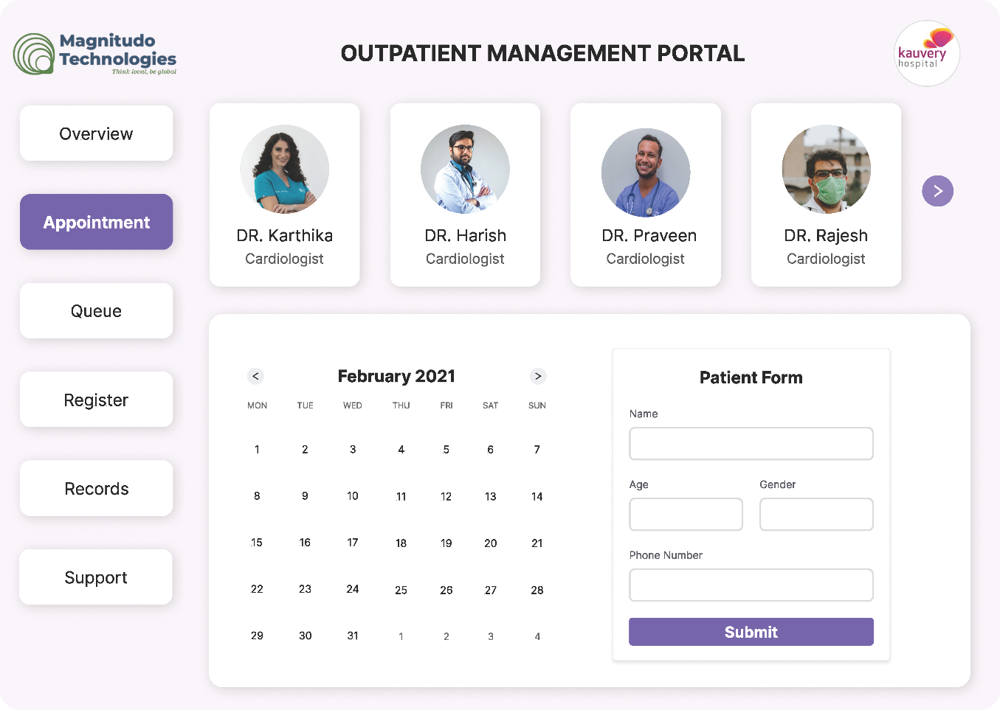 Magnitudo
Technologies
Think local, be global
OUTPATIENT MANAGEMENT PORTAL
kauvery
hospital
Overview
Appointment
Queue
Register
Records
Support
DR. Karthika
Cardiologist
DR. Harish
Cardiologist
DR. Praveen
Cardiologist
DR. Rajesh
Cardiologist
>
< February 2021 >
MON TUE WED THU FRI SAT SUN
1 2 3 4 5 6 7
8 9 10 11 12 13 14
15 16 17 18 19 20 21
22 23 24 25 26 27 28
29 30 31 1 2 3 4
Patient Form
Name
Age Gender
Phone Number
Submit